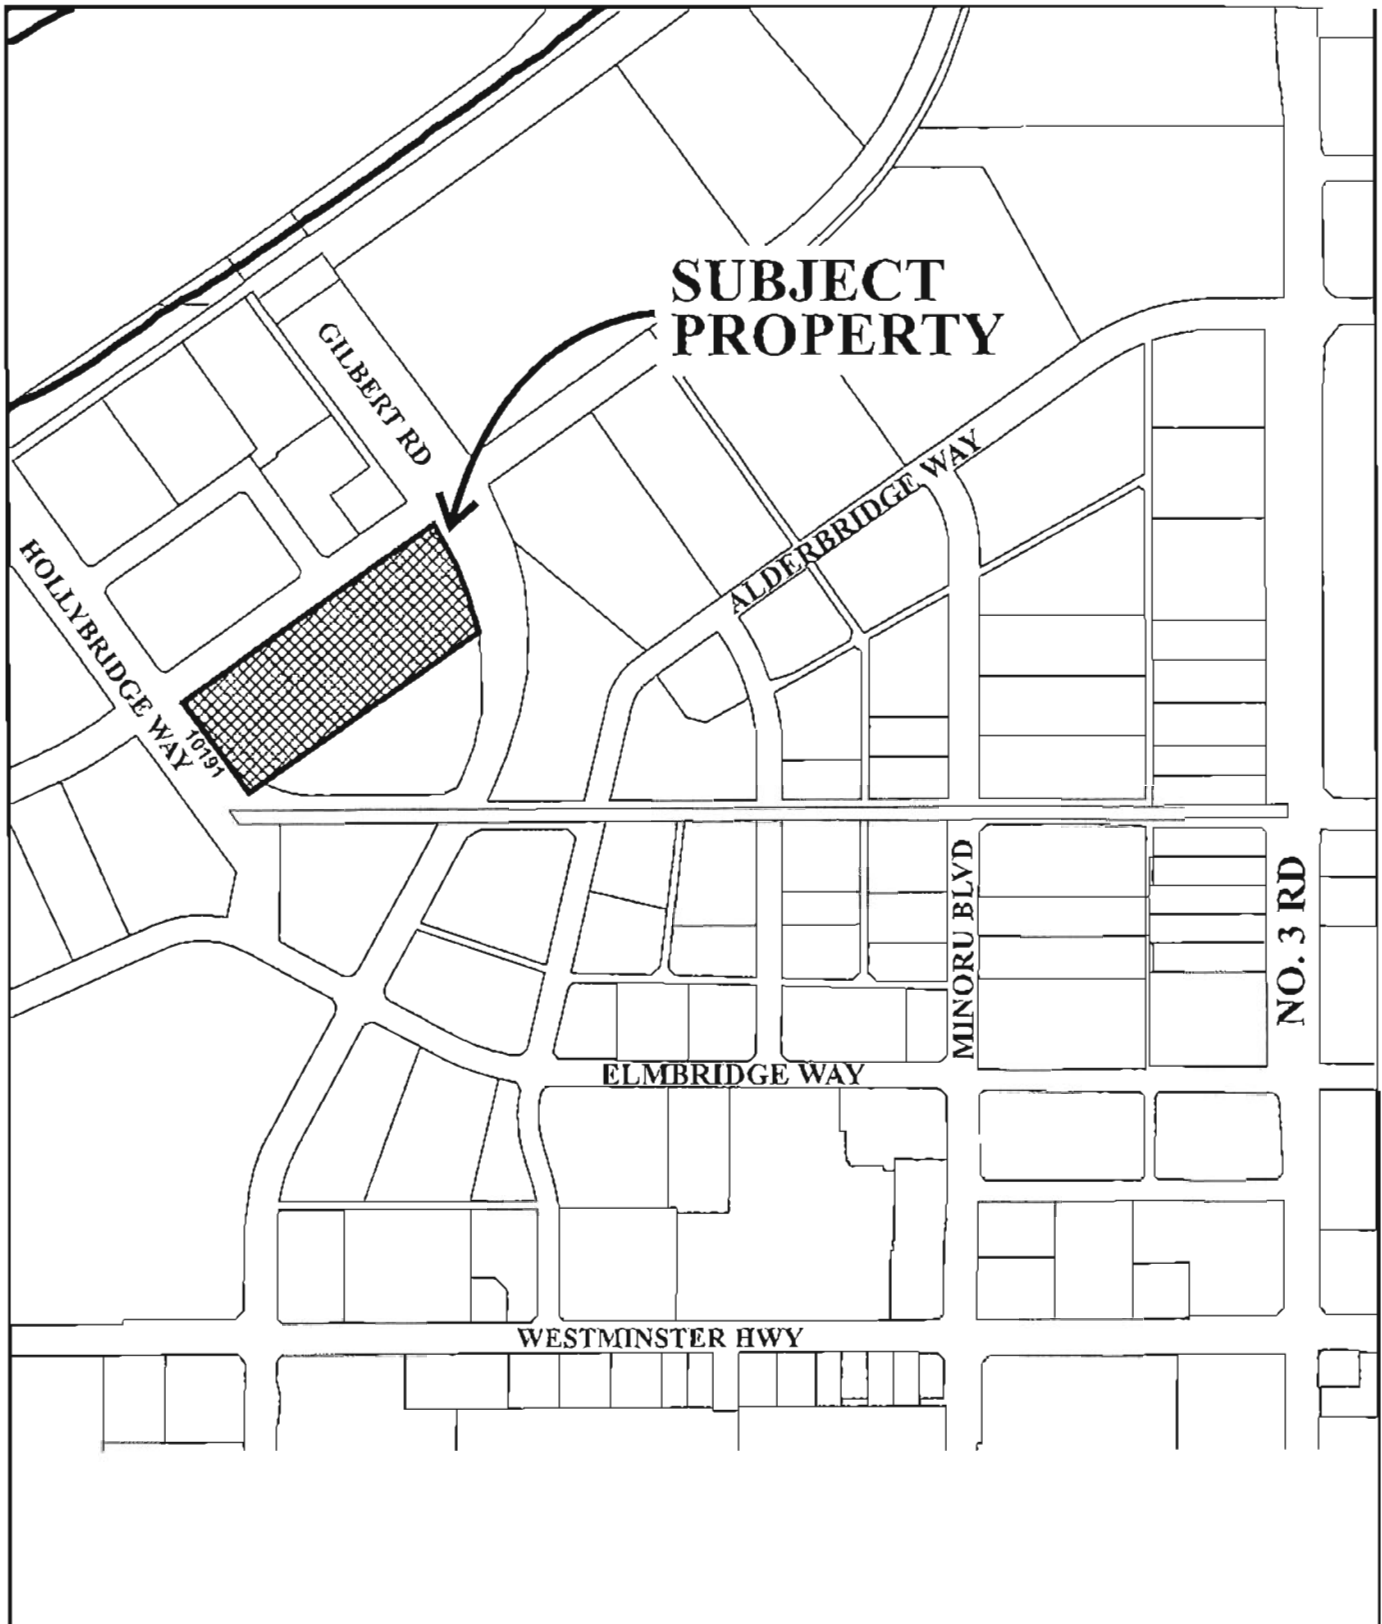 SUBJECT
PROPERTY
GILBERT RD
ALDERBRIDGE WAY
HOLLYBRIDGE WAY
10191
MINORU BLVD
NO. 3 RD
ELMBRIDGE WAY
WESTMINSTER HWY